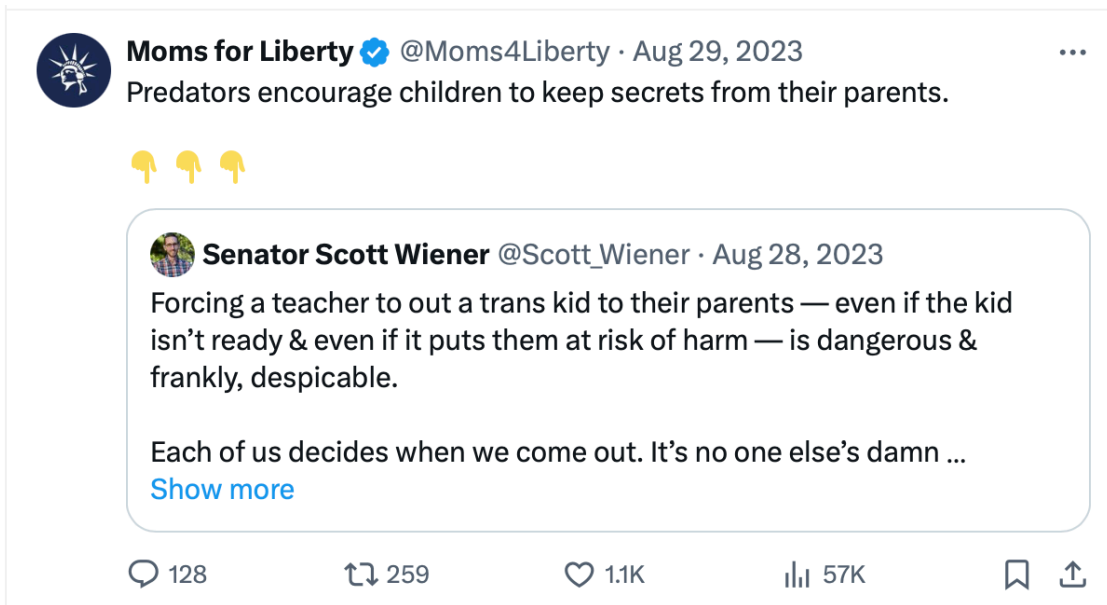 Moms for Liberty @Moms4Liberty · Aug 29, 2023
Predators encourage children to keep secrets from their parents.
Senator Scott Wiener @Scott_Wiener · Aug 28, 2023
Forcing a teacher to out a trans kid to their parents — even if the kid
isn’t ready & even if it puts them at risk of harm — is dangerous &
frankly, despicable.
Each of us decides when we come out. It’s no one else’s damn ...
Show more
128 259 1.1K 57K